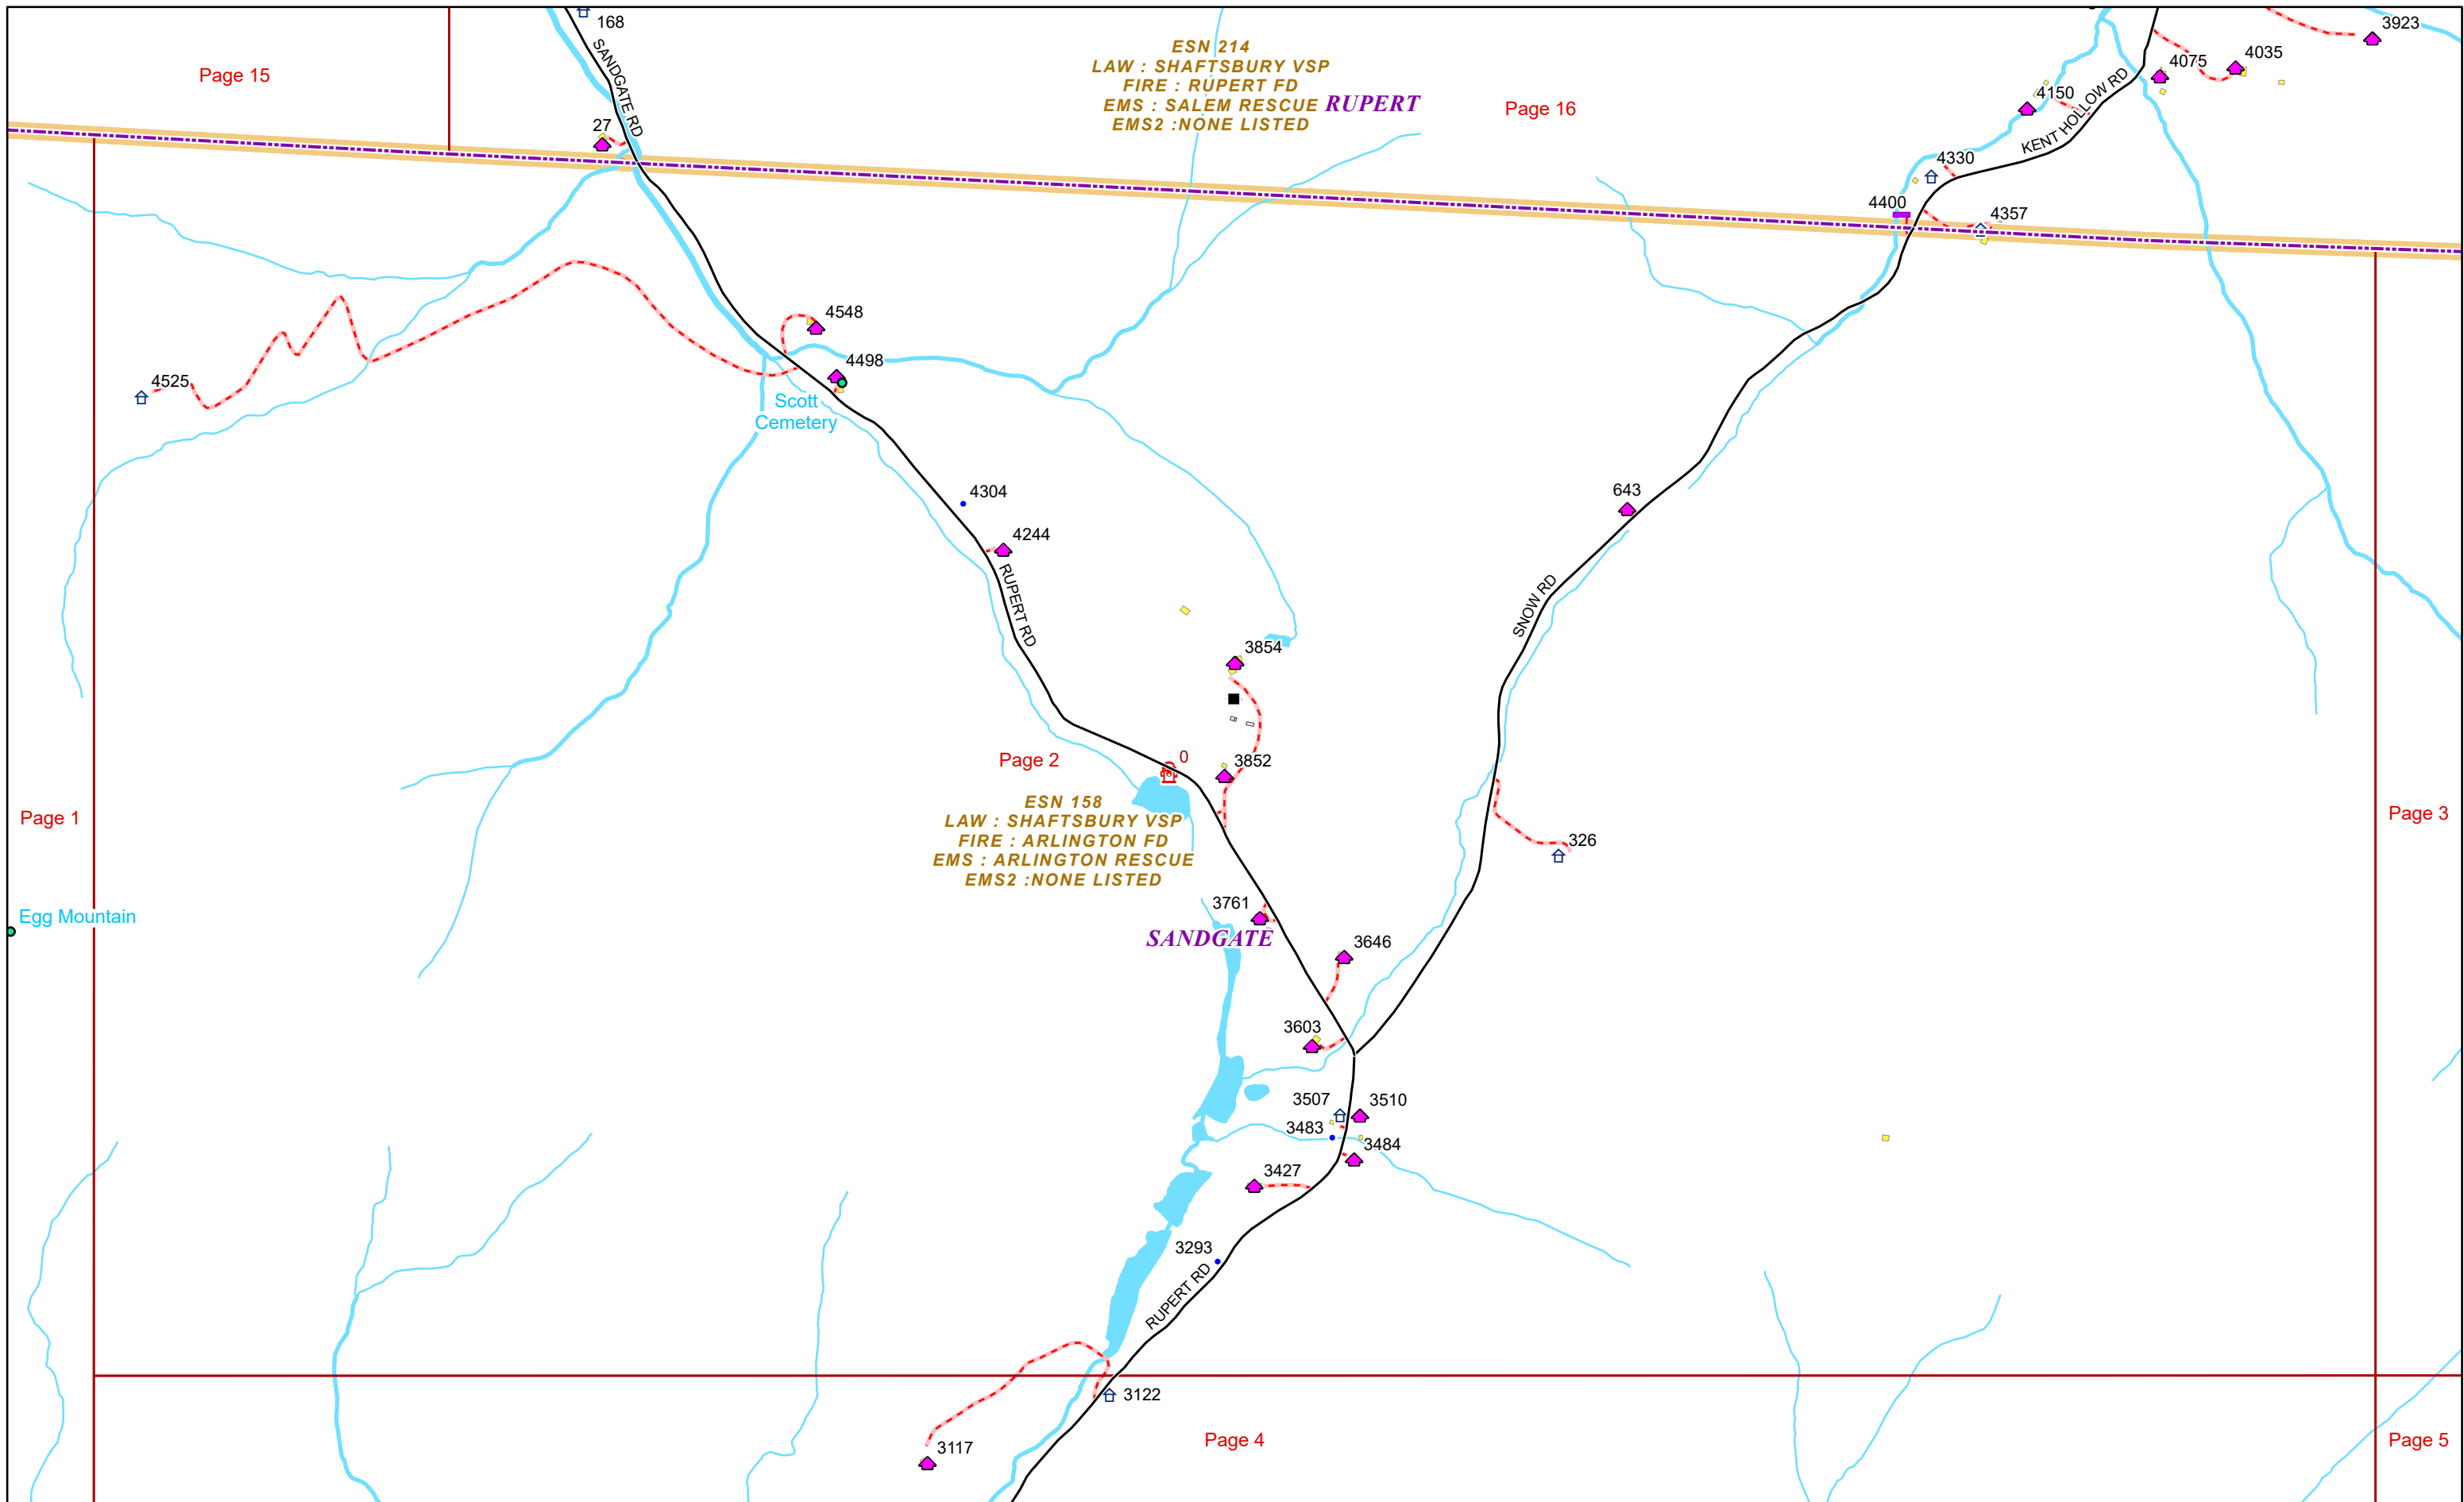 168
3923
SANDGATE RD
ESN 214
LAW : SHAFTSBURY VSP
FIRE : RUPERT FD
EMS : SALEM RESCUE
EMS2 :NONE LISTED
RUPERT
Page 15
Page 16
4075
4035
4150
KENT HOLLOW RD
27
4330
4400
4357
4548
4498
4525
Scott
Cemetery
4304
643
4244
RUPERT RD
SNOW RD
3854
Page 2
0
3852
ESN 158
LAW : SHAFTSBURY VSP
FIRE : ARLINGTON FD
EMS : ARLINGTON RESCUE
EMS2 :NONE LISTED
Page 1
Page 3
326
Egg Mountain
3761
SANDGATE
3646
3603
3507
3510
3483
3484
3427
3293
RUPERT RD
3122
3117
Page 4
Page 5